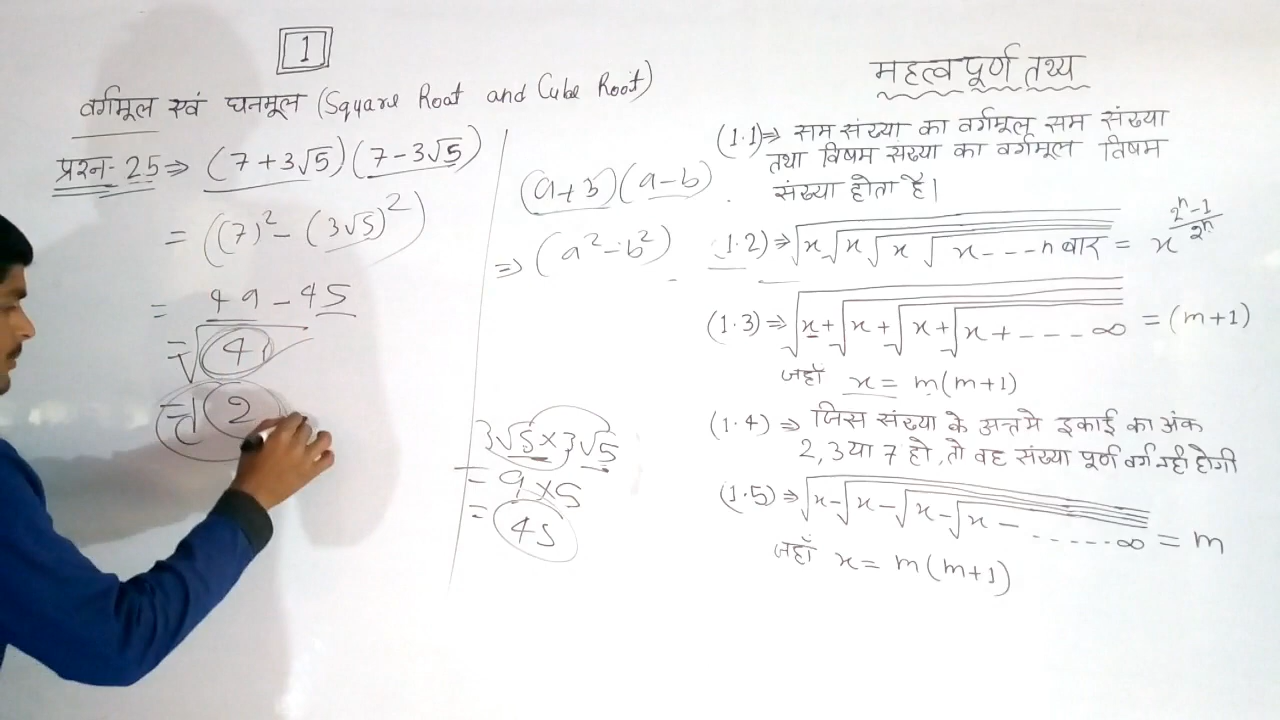 1
वर्गमूल एवं घनमूल (Square Root and Cube Root)
प्रश्न- 25 ⇒ (7+3√5)(7-3√5)
= ((7)² - (3√5)²)
= 49 - 45
= √4
= 2
(a+b)(a-b)
⇒ (a²-b²)
3√5×3√5
= 9×5
= 45
महत्वपूर्ण तथ्य
(1.1)⇒ सम संख्या का वर्गमूल सम संख्या
तथा विषम संख्या का वर्गमूल विषम
संख्या होता है।
(1.2)⇒ √x√x√x√x---n बार = x^((2ⁿ-1)/2ⁿ)
(1.3)⇒ √x+√x+√x+√x+----∞ = (m+1)
जहाँ x = m(m+1)
(1.4)⇒ जिस संख्या के अन्तमे इकाई का अंक
2, 3 या 7 हो, तो वह संख्या पूर्ण वर्ग नही होगी
(1.5)⇒ √x-√x-√x-√x-......∞ = m
जहाँ x = m(m+1)